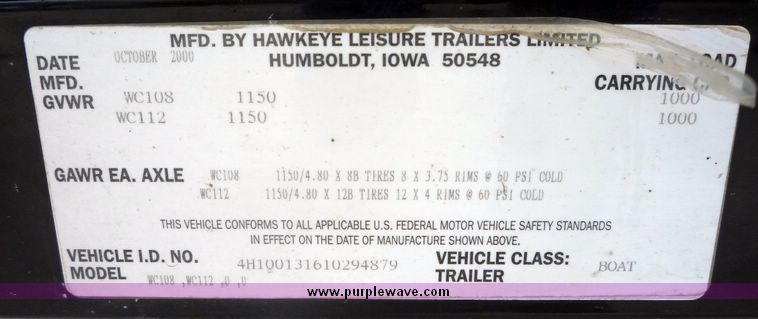 MFD. BY HAWKEYE LEISURE TRAILERS LIMITED
HUMBOLDT, IOWA 50548
DATE MFD. OCTOBER 2000
LOAD
CARRYING
GVWR WC108 1150 1000
WC112 1150 1000
GAWR EA. AXLE WC108 1150/4.80 X 8B TIRES 8 X 3.75 RIMS @ 60 PSI COLD
WC112 1150/4.80 X 12B TIRES 12 X 4 RIMS @ 60 PSI COLD
THIS VEHICLE CONFORMS TO ALL APPLICABLE U.S. FEDERAL MOTOR VEHICLE SAFETY STANDARDS
IN EFFECT ON THE DATE OF MANUFACTURE SHOWN ABOVE.
VEHICLE I.D. NO. 4H100131610294879 VEHICLE CLASS: BOAT
MODEL WC108 ,WC112 ,0 ,0 TRAILER
www.purplewave.com